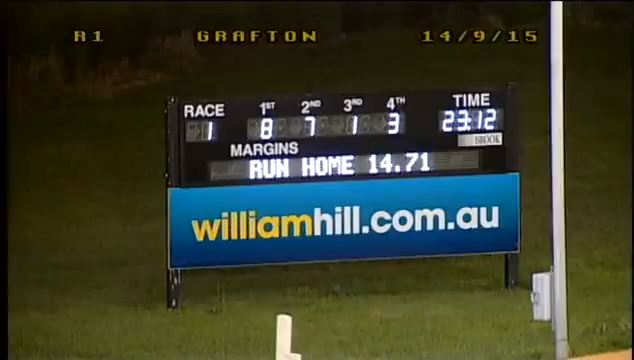 R1 GRAFTON 14/9/15
RACE 1ST 2ND 3RD 4TH TIME
1 8 7 1 3 23:12
MARGINS BROOK
RUN HOME 14.71
williamhill.com.au